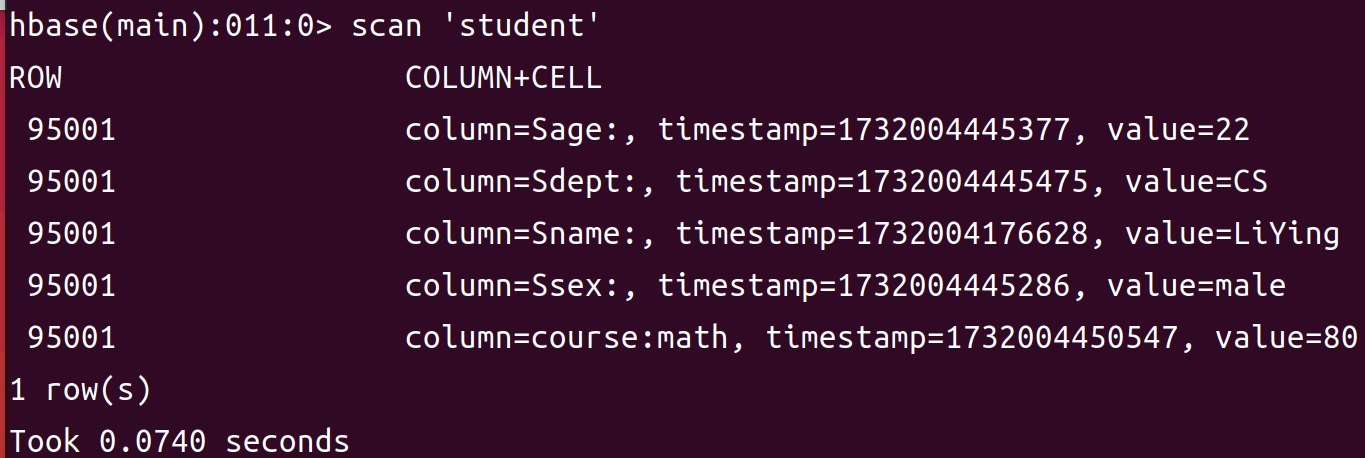 hbase(main):011:0> scan 'student'
ROW                   COLUMN+CELL
 95001                column=Sage:, timestamp=1732004445377, value=22
 95001                column=Sdept:, timestamp=1732004445475, value=CS
 95001                column=Sname:, timestamp=1732004176628, value=LiYing
 95001                column=Ssex:, timestamp=1732004445286, value=male
 95001                column=course:math, timestamp=1732004450547, value=80
1 row(s)
Took 0.0740 seconds